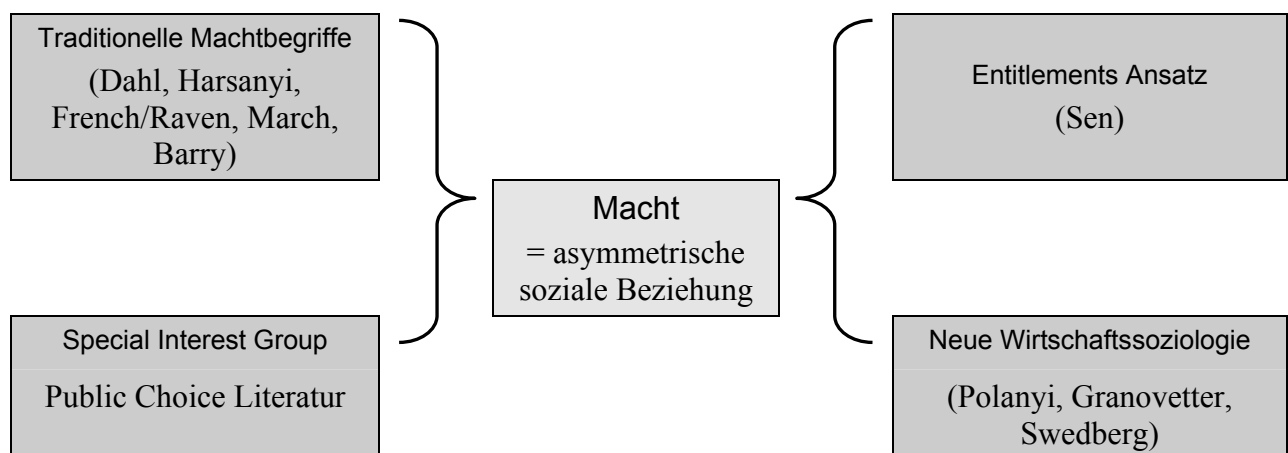 Traditionelle Machtbegriffe
(Dahl, Harsanyi,
French/Raven, March,
Barry)
Special Interest Group
Public Choice Literatur
Macht
= asymmetrische
soziale Beziehung
Entitlements Ansatz
(Sen)
Neue Wirtschaftssoziologie
(Polanyi, Granovetter,
Swedberg)